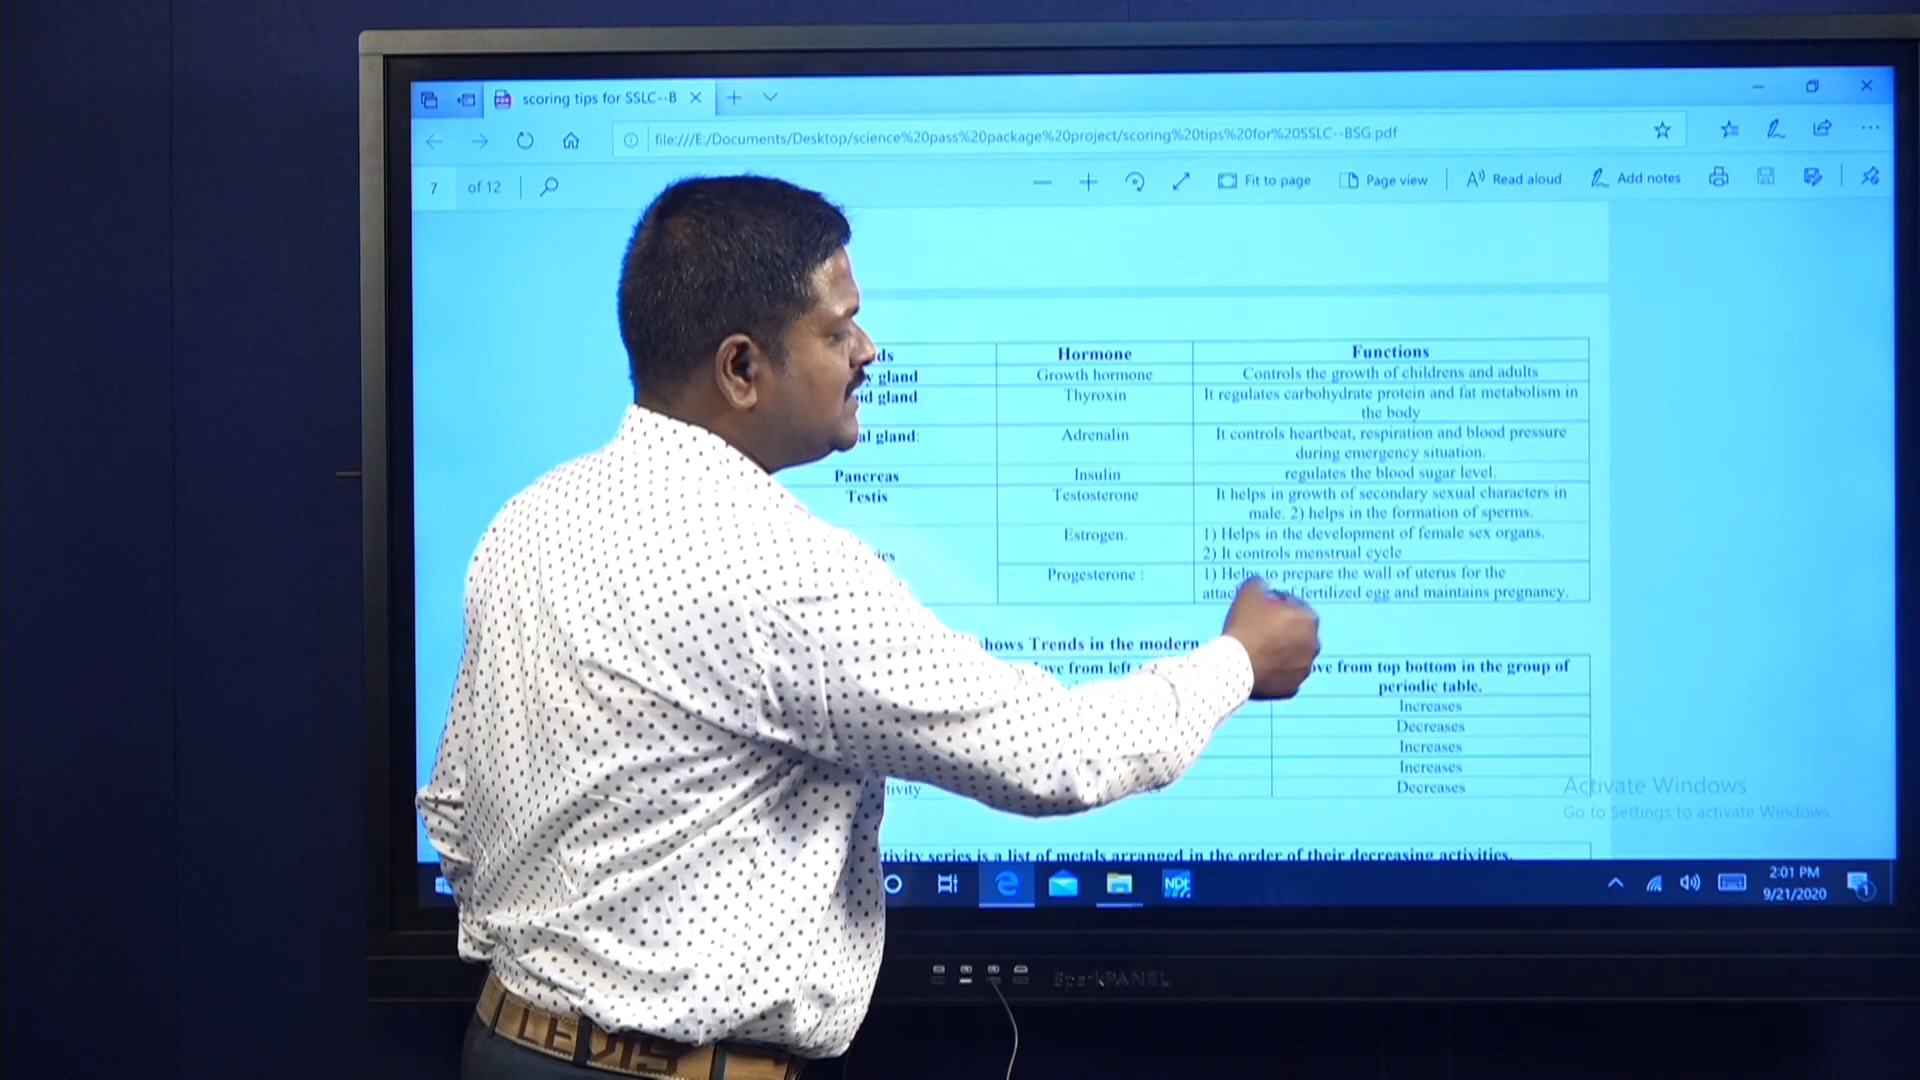 scoring tips for SSLC--B
file:///E:/Documents/Desktop/science%20pass%20package%20project/scoring%20tips%20for%20SSLC--BSG.pdf
7 of 12 Fit to page Page view Read aloud Add notes
Hormone Functions
gland Growth hormone Controls the growth of childrens and adults
gland Thyroxin It regulates carbohydrate protein and fat metabolism in
the body
gland: Adrenalin It controls heartbeat, respiration and blood pressure
during emergency situation.
Pancreas Insulin regulates the blood sugar level.
Testis Testosterone It helps in growth of secondary sexual characters in
male. 2) helps in the formation of sperms.
Estrogen. 1) Helps in the development of female sex organs.
2) It controls menstrual cycle
Progesterone : 1) Helps to prepare the wall of uterus for the
of fertilized egg and maintains pregnancy.
shows Trends in the modern
from left from top bottom in the group of
periodic table.
Increases
Decreases
Increases
Increases
Decreases
Activate Windows
Go to Settings to activate Windows.
series is a list of metals arranged in the order of their decreasing activities.
2:01 PM
9/21/2020
1
SparkPANEL
LEVIS